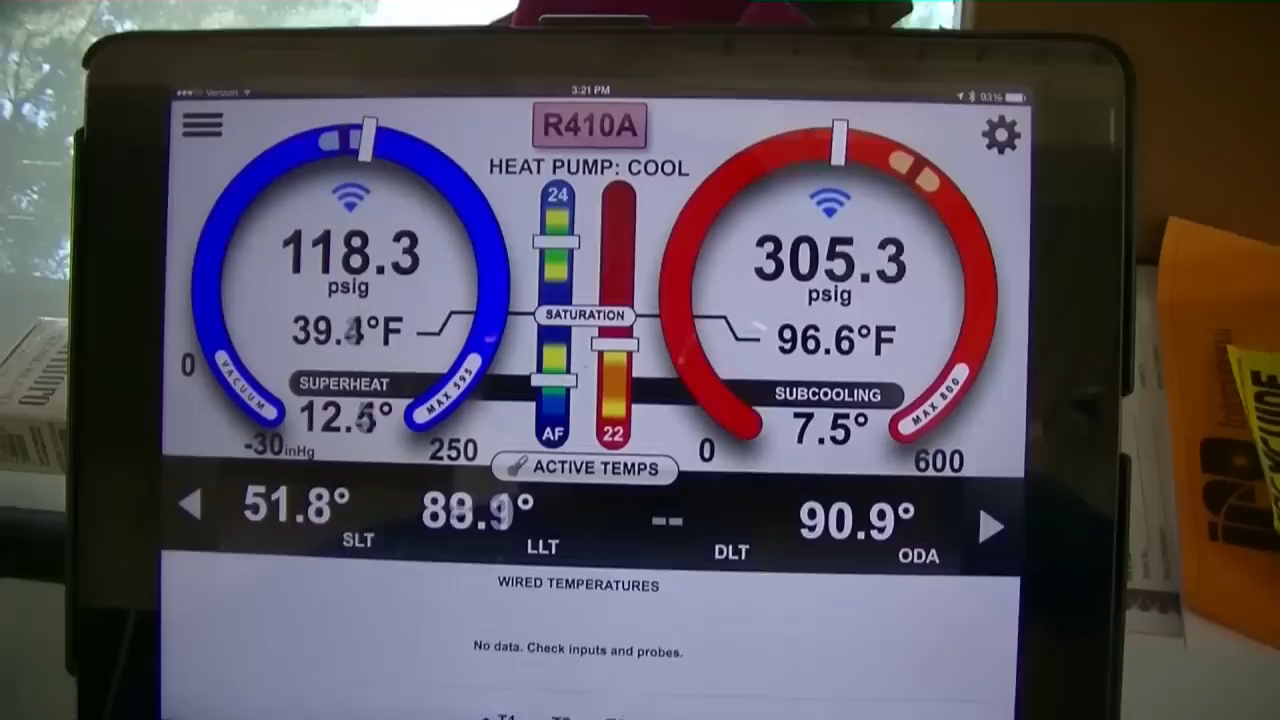 Verizon 3:21 PM 93%
R410A
HEAT PUMP: COOL
24
118.3
psig
39.4°F
SATURATION
305.3
psig
96.6°F
0
VACUUM
MAX 595
SUPERHEAT
12.5°
-30inHg
250
AF
22
SUBCOOLING
7.5°
MAX 800
0
600
ACTIVE TEMPS
51.8°
SLT
88.9°
LLT
--
DLT
90.9°
ODA
WIRED TEMPERATURES
No data. Check inputs and probes.